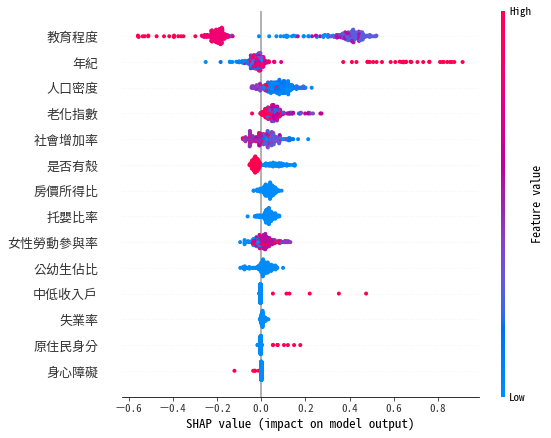 High
教育程度
年紀
人口密度
老化指數
社會增加率
是否有殼
房價所得比
托嬰比率
女性勞動參與率
公幼生佔比
中低收入戶
失業率
原住民身分
身心障礙
Feature value
Low
−0.6 −0.4 −0.2 0.0 0.2 0.4 0.6 0.8
SHAP value (impact on model output)